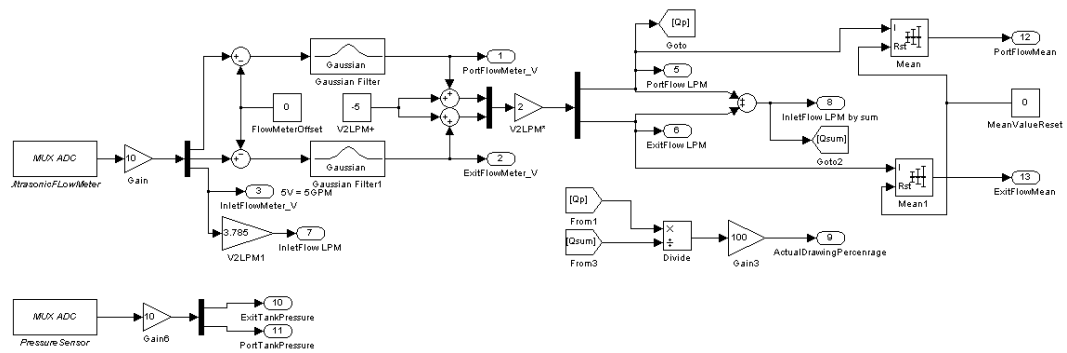 [Qp]
Goto
I
Rst
Mean
12
PortFlowMean
Gaussian
Gaussian Filter
1
PortFlowMeter_V
5
PortFlow LPM
0
FlowMeterOffset
-5
V2LPM+
2
V2LPM*
8
InletFlow LPM by sum
0
MeanValueReset
6
ExitFlow LPM
[Qsum]
Goto2
MUX ADC
UltrasonicFLowMeter
10
Gain
Gaussian
Gaussian Filter1
2
ExitFlowMeter_V
I
Rst
Mean1
13
ExitFlowMean
3
InletFlowMeter_V
5V = 5GPM
3.785
V2LPM1
7
InletFlow LPM
[Qp]
From1
[Qsum]
From3
×
÷
Divide
100
Gain3
9
ActualDrawingPercenrage
MUX ADC
PressureSensor
10
Gain6
10
ExitTankPressure
11
PortTankPressure